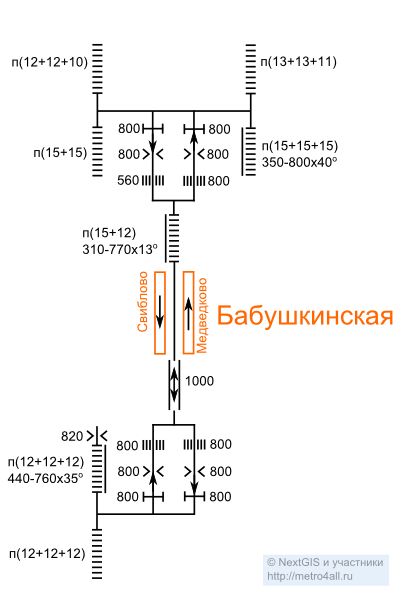 п(12+12+10)
п(13+13+11)
800
800
п(15+15)
800
800
п(15+15+15)
350-800x40°
560
800
п(15+12)
310-770x13°
Свиблово
Медведково
Бабушкинская
1000
820
800
800
п(12+12+12)
440-760x35°
800
800
800
800
п(12+12+12)
© NextGIS и участники
http://metro4all.ru